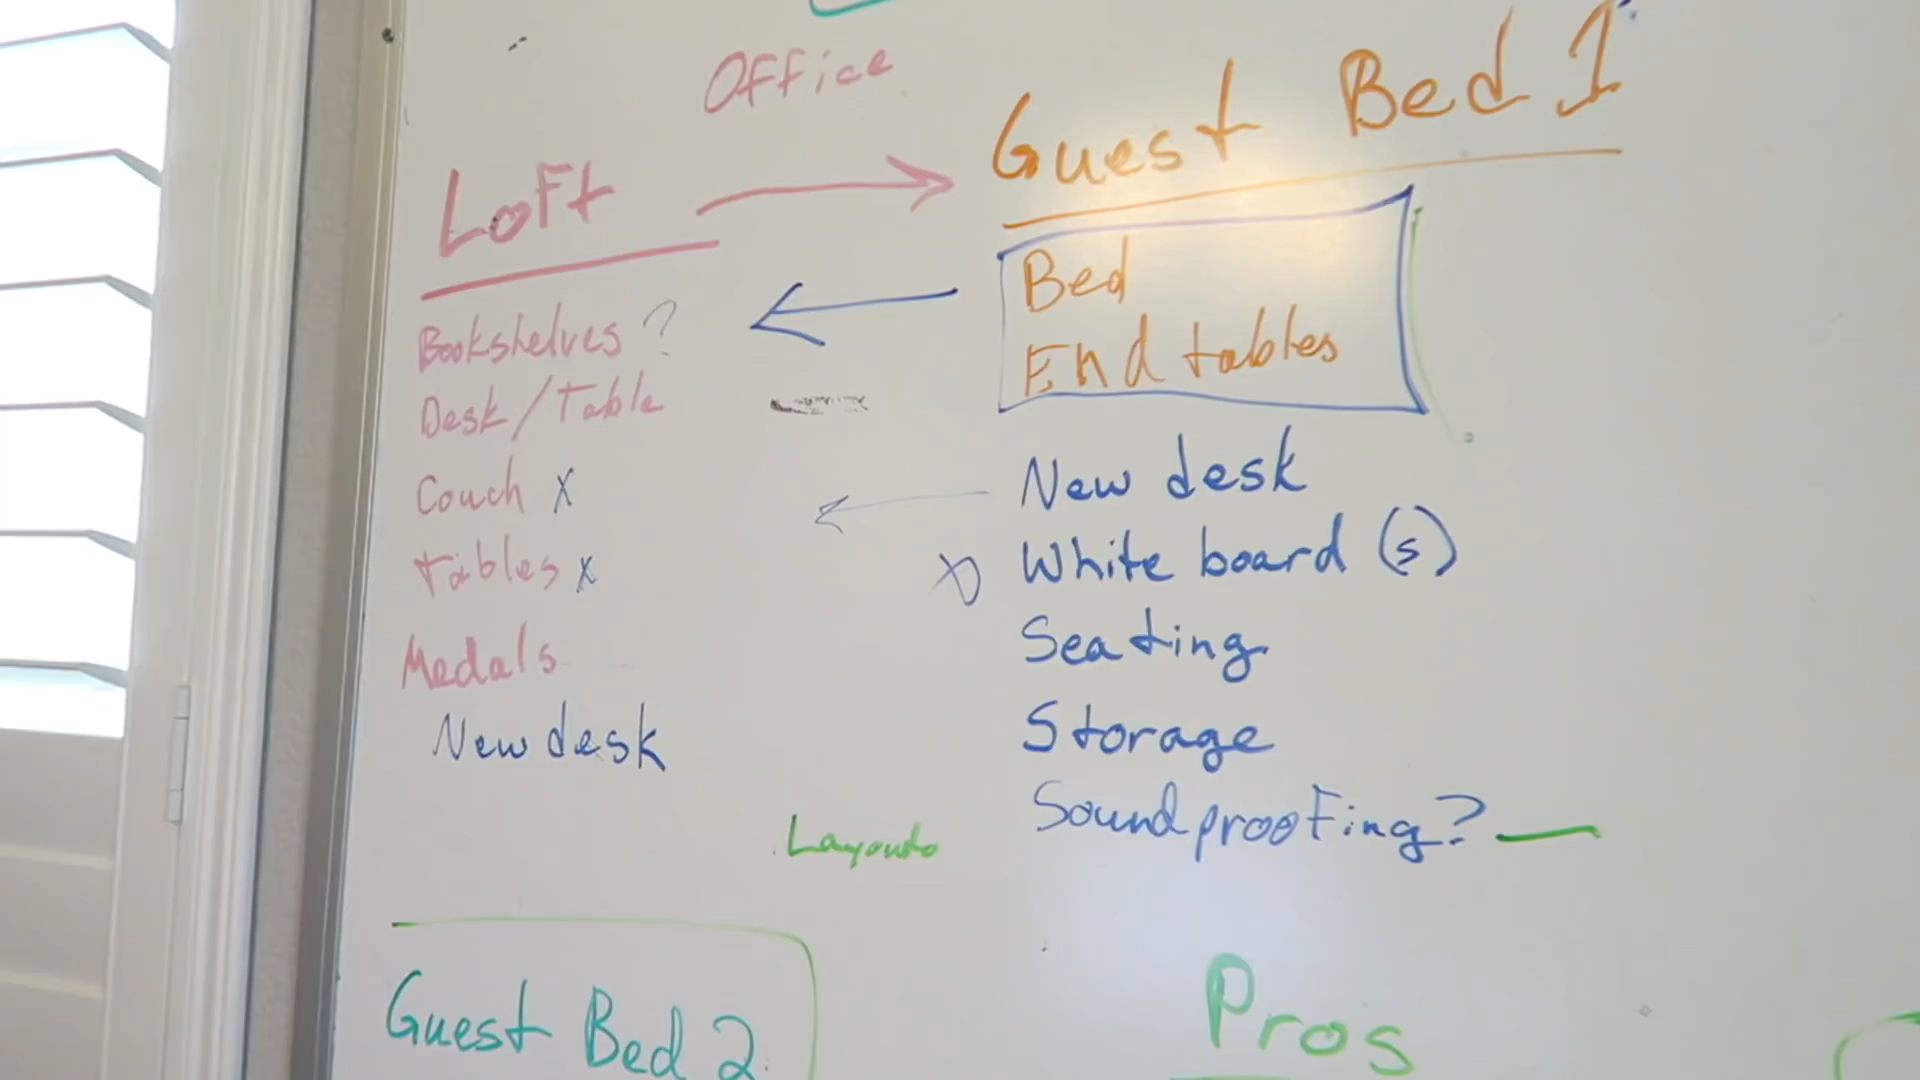 Office
Guest Bed 1
Loft
Bed
End tables
Bookshelves ?
Desk/Table
Couch x
Tables x
Medals
New desk
New desk
White board (s)
Seating
Storage
Soundproofing?
Layouts
Guest Bed 2
Pros